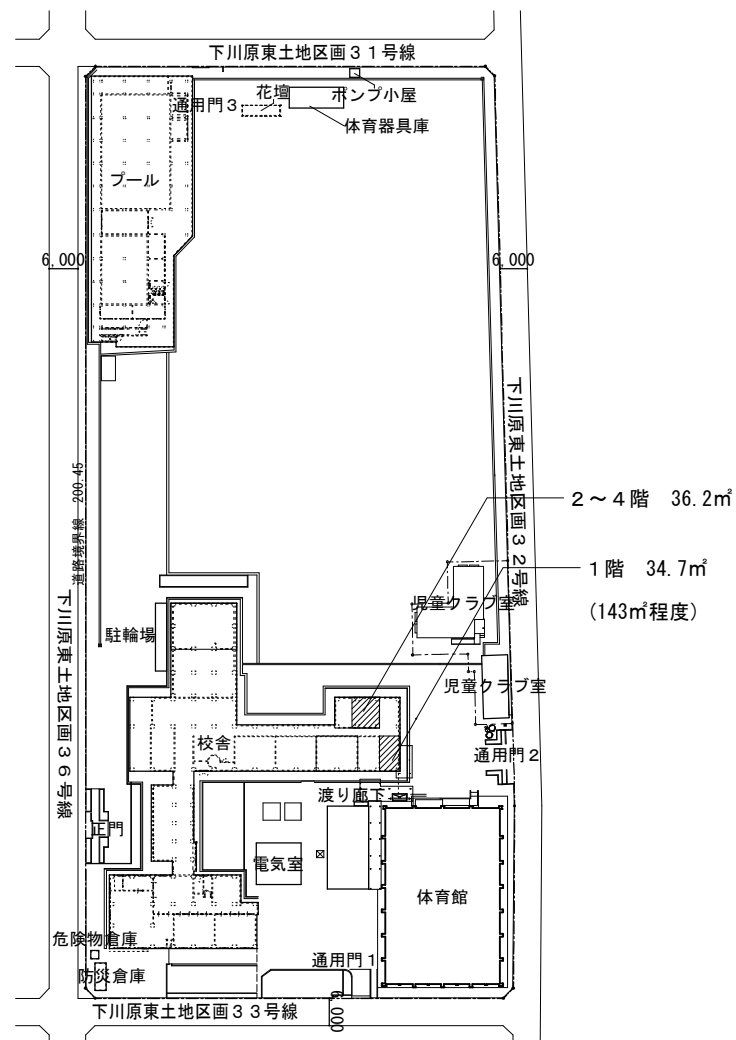 下川原東土地区画３１号線
花壇
ポンプ小屋
通用門３
体育器具庫
プール
6,000
6,000
下川原東土地区画３２号線
道路境界線 200.45
２～４階 36.2㎡
１階 34.7㎡
(143㎡程度)
児童クラブ室
駐輪場
下川原東土地区画３６号線
児童クラブ室
校舎
通用門２
渡り廊下
正門
電気室
体育館
危険物倉庫
通用門１
防災倉庫
下川原東土地区画３３号線
6,000